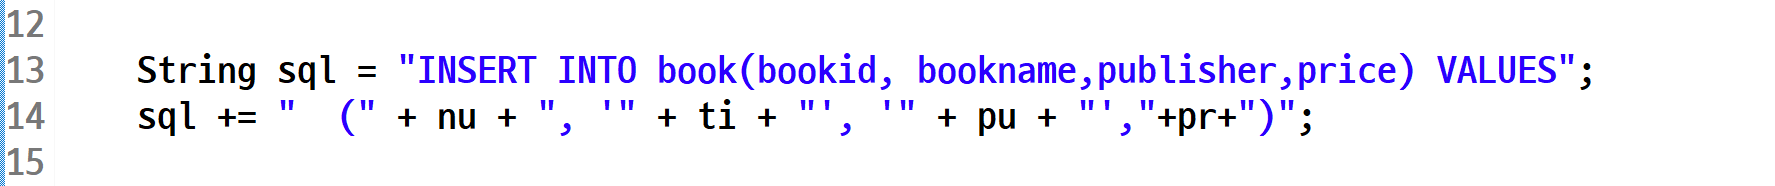 12
13 String sql = "INSERT INTO book(bookid, bookname,publisher,price) VALUES";
14 sql += "  (" + nu + ", '" + ti + "', '" + pu + "',"+pr+")";
15